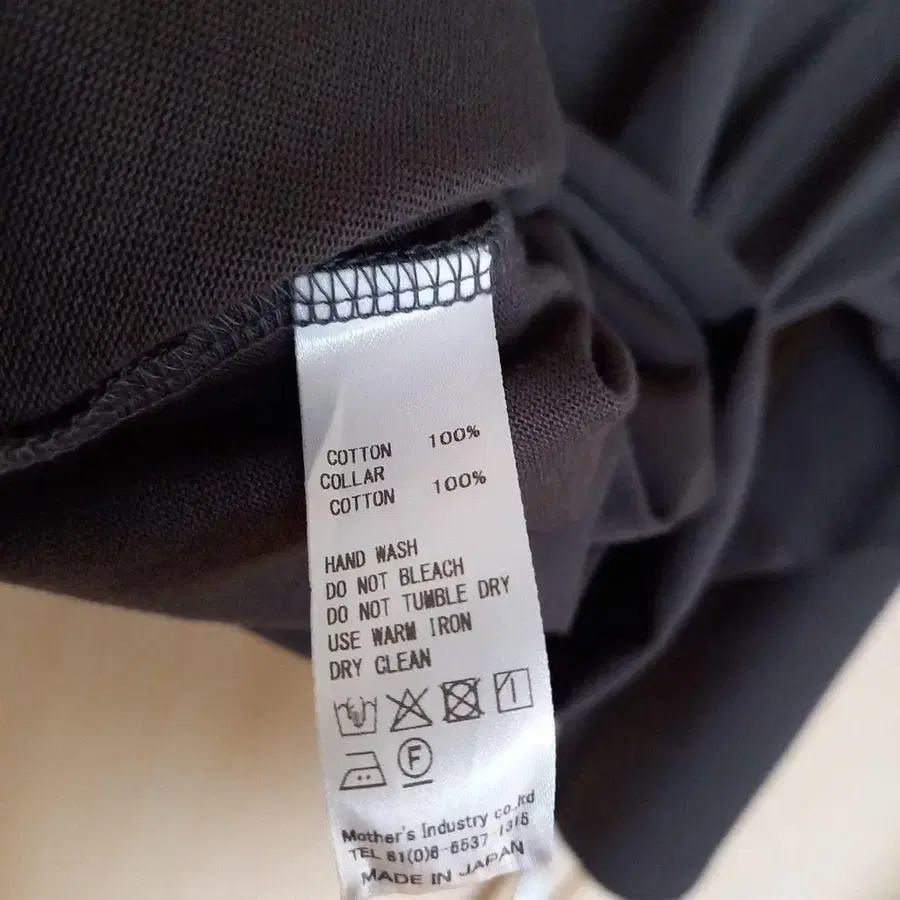 COTTON 100%
COLLAR
COTTON 100%
HAND WASH
DO NOT BLEACH
DO NOT TUMBLE DRY
USE WARM IRON
DRY CLEAN
F
Mother's Industry co.,ltd
TEL 81(0)6-6537-1316
MADE IN JAPAN